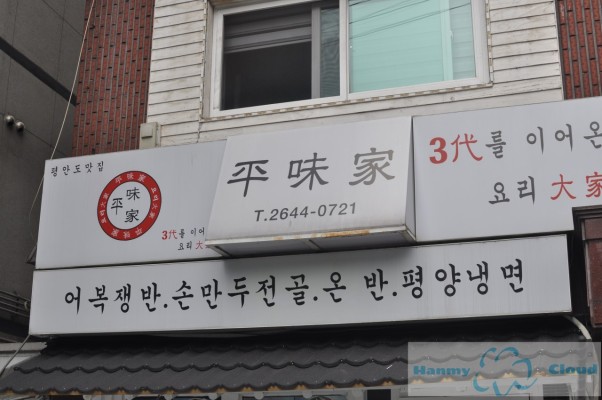 평안도맛집
平味家
平味家
T.2644-0721
3代를 이어
요리 大
3代를 이어온
요리 大家
어복쟁반.손만두전골.온 반.평양냉면
Hanmy Cloud